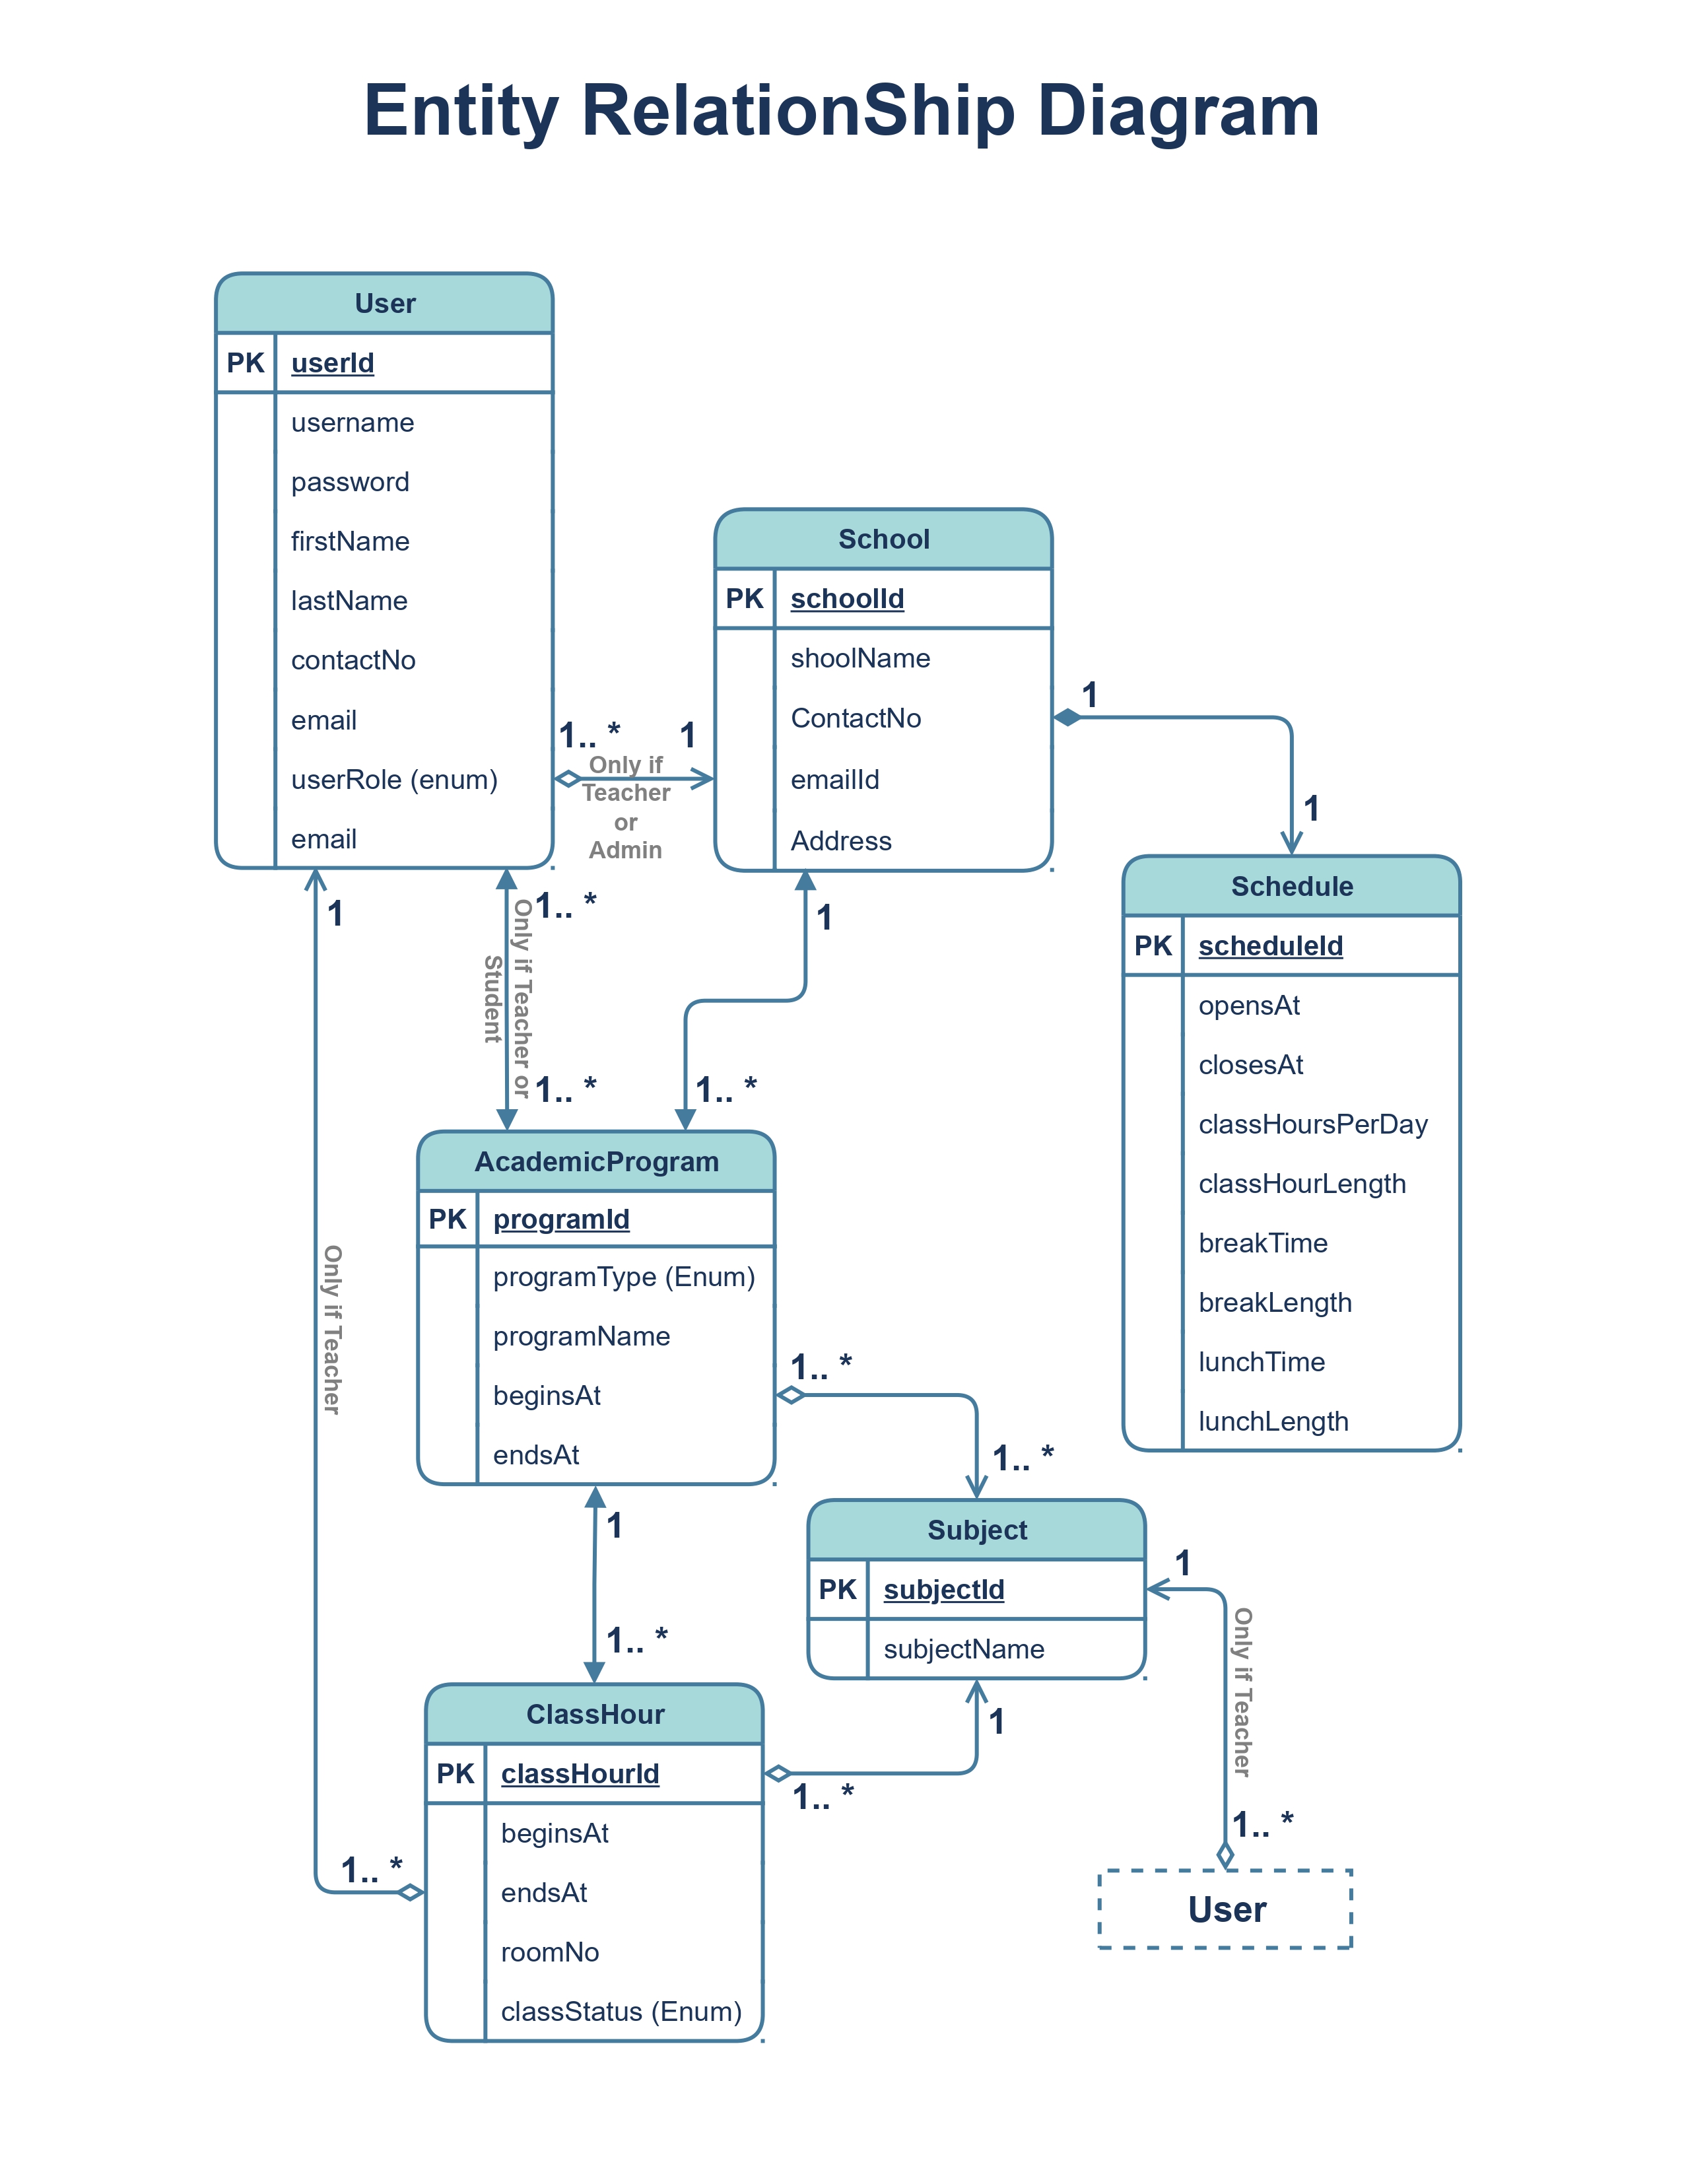 Entity RelationShip Diagram
User
PK userId
username
password
firstName
lastName
contactNo
email
userRole (enum)
email
1.. * 1
Only if
Teacher
or
Admin
School
PK schoolId
shoolName
ContactNo
emailId
Address
1
1
Schedule
PK scheduleId
opensAt
closesAt
classHoursPerDay
classHourLength
breakTime
breakLength
lunchTime
lunchLength
1
1.. *
Only if Teacher or
Student
1.. *
1
1.. *
Only if Teacher
AcademicProgram
PK programId
programType (Enum)
programName
beginsAt
endsAt
1.. *
1.. *
1
1.. *
Subject
PK subjectId
subjectName
1
Only if Teacher
1.. *
User
1
1.. *
ClassHour
PK classHourId
beginsAt
endsAt
roomNo
classStatus (Enum)
1.. *